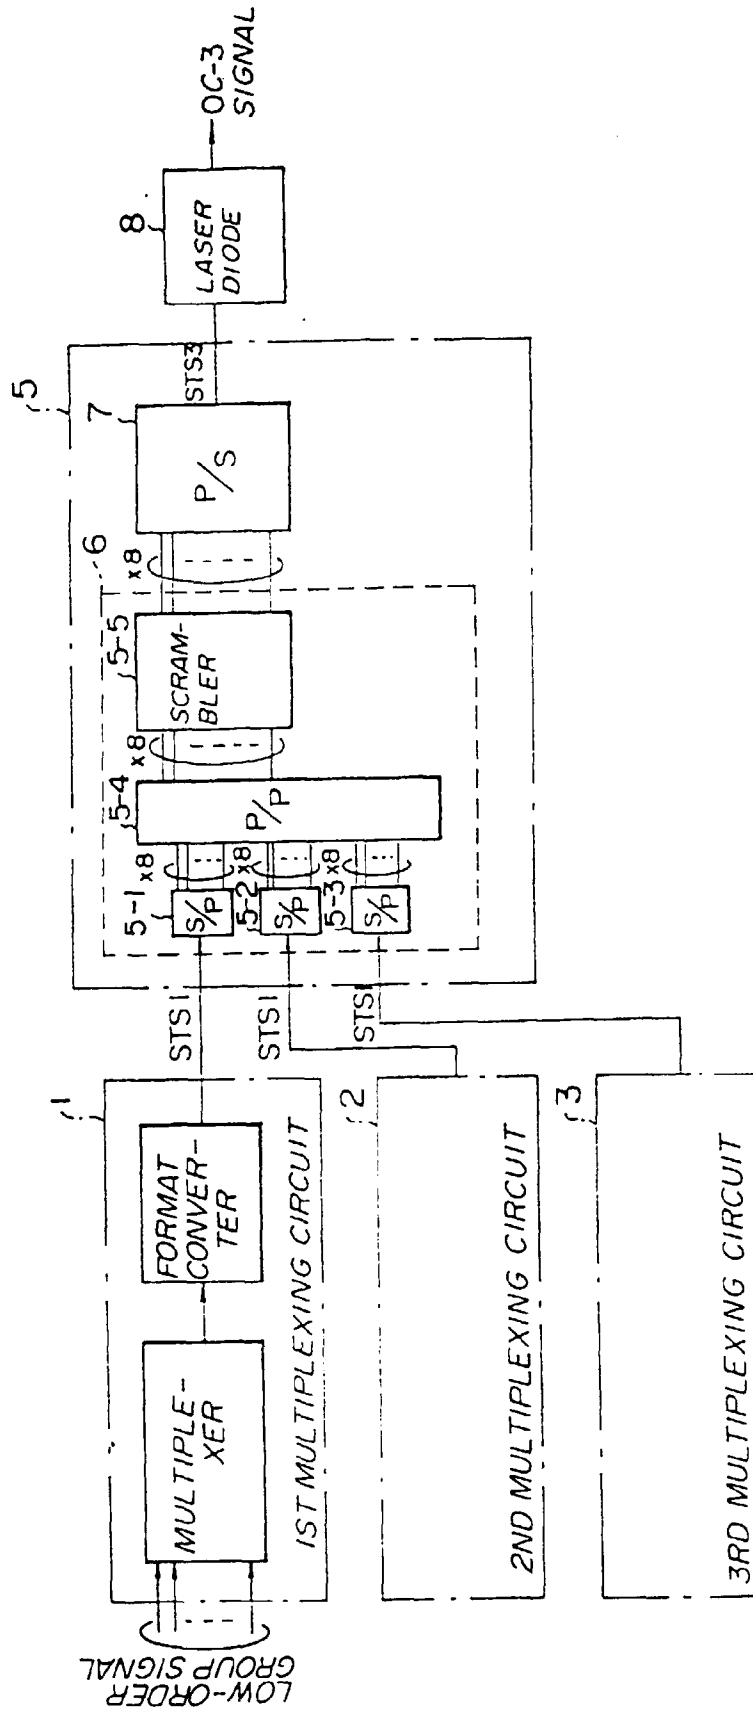 LOW-ORDER
GROUP SIGNAL
1
MULTIPLE-
XER
FORMAT
CONVER-
TER
1ST MULTIPLEXING CIRCUIT
2
2ND MULTIPLEXING CIRCUIT
3
3RD MULTIPLEXING CIRCUIT
STS1
STS1
STS1
5
6
5-1
S/P
x8
5-2
S/P
x8
5-3
S/P
x8
5-4
P/P
x8
5-5
SCRAM-
BLER
x8
7
P/S
STS3
8
LASER
DIODE
OC-3
SIGNAL